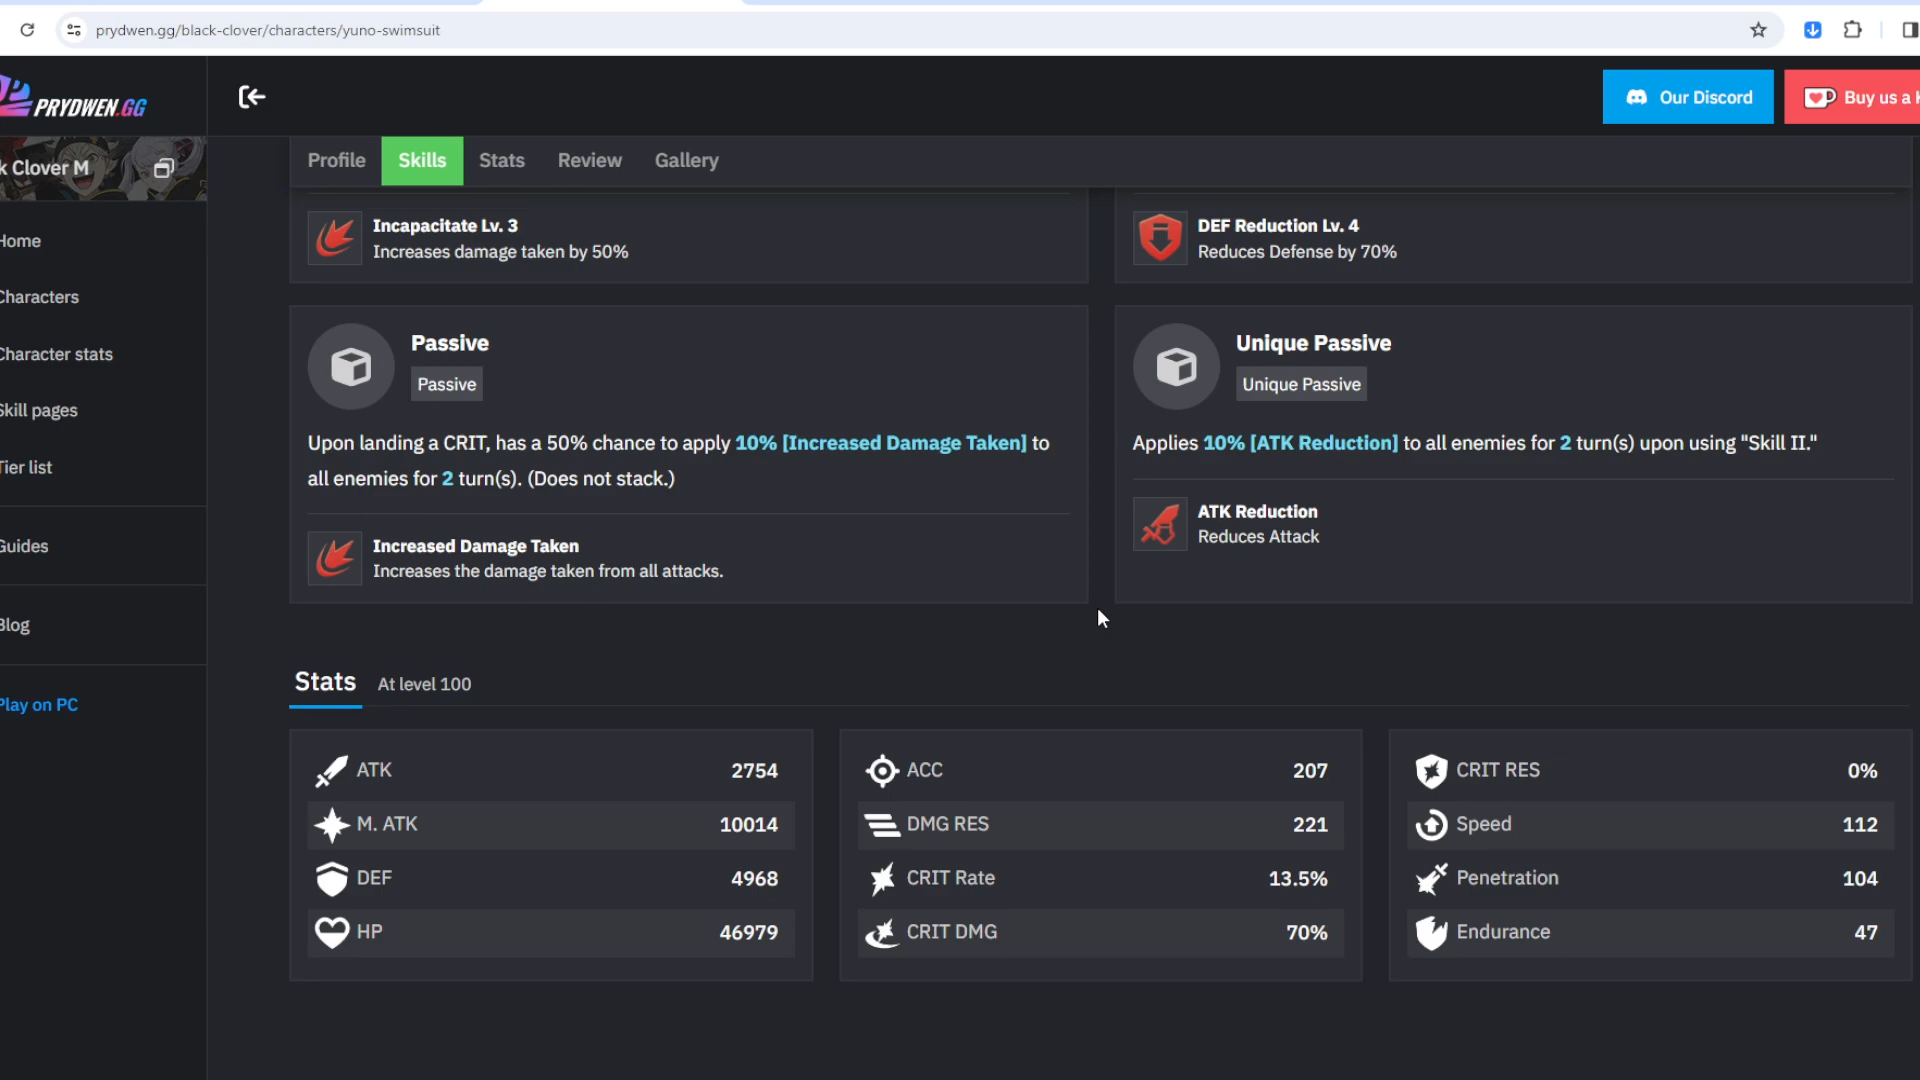 prydwen.gg/black-clover/characters/yuno-swimsuit
PRYDWEN.GG
Our Discord
Buy us a
k Clover M
Profile
Skills
Stats
Review
Gallery
Home
Characters
Character stats
Skill pages
Tier list
Guides
Blog
Play on PC
Incapacitate Lv. 3
Increases damage taken by 50%
DEF Reduction Lv. 4
Reduces Defense by 70%
Passive
Passive
Upon landing a CRIT, has a 50% chance to apply 10% [Increased Damage Taken] to
all enemies for 2 turn(s). (Does not stack.)
Increased Damage Taken
Increases the damage taken from all attacks.
Unique Passive
Unique Passive
Applies 10% [ATK Reduction] to all enemies for 2 turn(s) upon using "Skill II."
ATK Reduction
Reduces Attack
Stats At level 100
ATK 2754
M. ATK 10014
DEF 4968
HP 46979
ACC 207
DMG RES 221
CRIT Rate 13.5%
CRIT DMG 70%
CRIT RES 0%
Speed 112
Penetration 104
Endurance 47